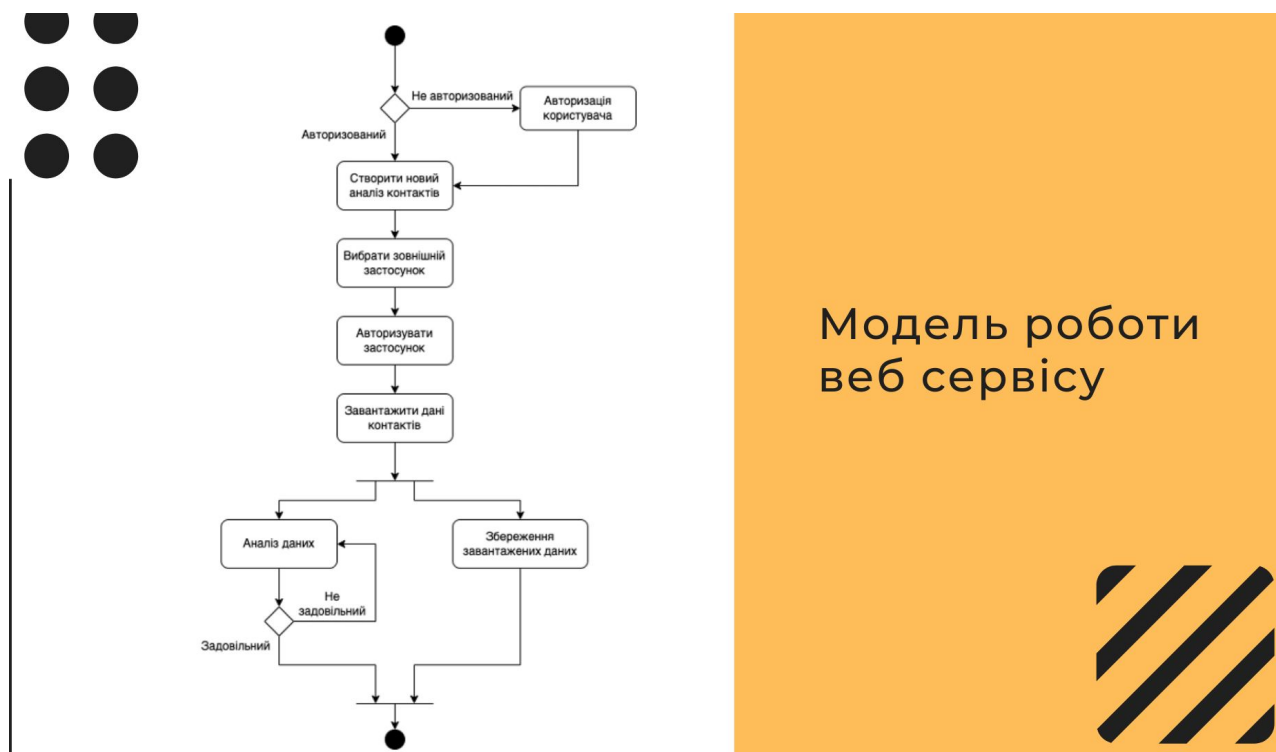 Не авторизований
Авторизація
користувача
Авторизований
Створити новий
аналіз контактів
Вибрати зовнішній
застосунок
Авторизувати
застосунок
Завантажити дані
контактів
Аналіз даних
Збереження
завантажених даних
Не
задовільний
Задовільний
Модель роботи
веб сервісу